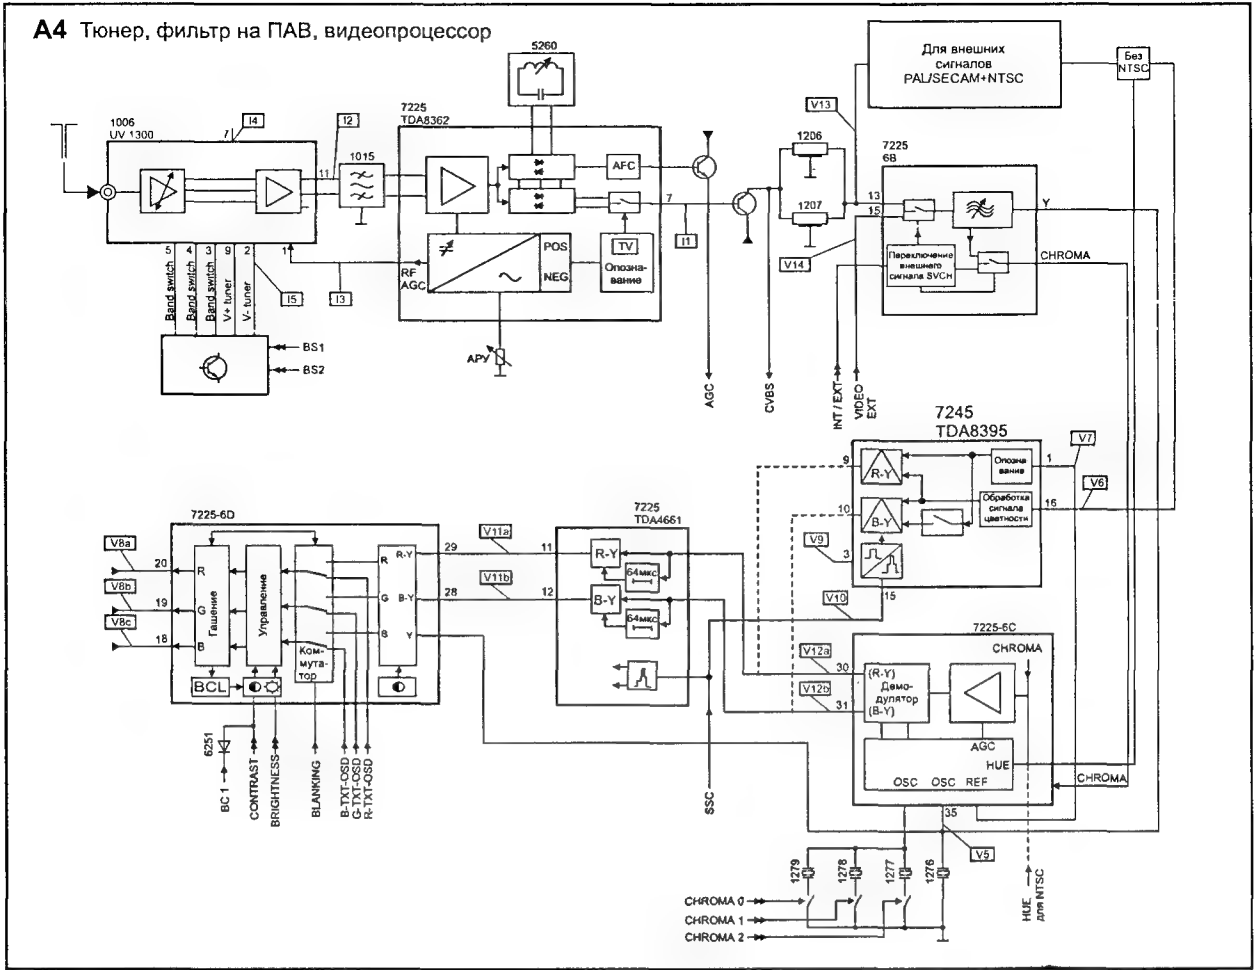 A4 Тюнер, фильтр на ПАВ, видеопроцессор
5260
Для внешних
сигналов
PAL/SECAM+NTSC
Без
NTSC
1006
UV 1300
7
I4
I2
11
1015
7225
TDA8362
AFC
7
I1
TV
Опозна-
вание
POS
NEG
RF
AGC
1
I3
5
4
3
9
2
Band switch
Band switch
Band switch
V+ tuner
V- tuner
I5
BS1
BS2
АРУ
AGC
CVBS
V13
1206
1207
V14
7225
6B
13
15
Переключение
внешнего
сигнала SVCH
Y
CHROMA
INT / EXT
VIDEO
EXT
7245
TDA8395
9
R-Y
Опозна
вание
1
V7
10
B-Y
Обработка
сигнала
цветности
16
V6
V9
3
V10
15
7225-6D
V8a
20
V8b
19
V8c
18
R
G
B
Гашение
Управление
Ком-
мута-
тор
R
G
B
R-Y
B-Y
Y
BCL
29
28
V11a
V11b
11
12
7225
TDA4661
R-Y
64мкс
B-Y
64мкс
6251
BC 1
CONTRAST
BRIGHTNESS
BLANKING
B-TXT-OSD
G-TXT-OSD
R-TXT-OSD
SSC
7225-6C
CHROMA
V12a
30
V12b
31
(R-Y)
Демо-
дулятор
(B-Y)
AGC
HUE
OSC OSC REF
CHROMA
35
V5
1279
1278
1277
1276
CHROMA 0
CHROMA 1
CHROMA 2
HUE
для NTSC